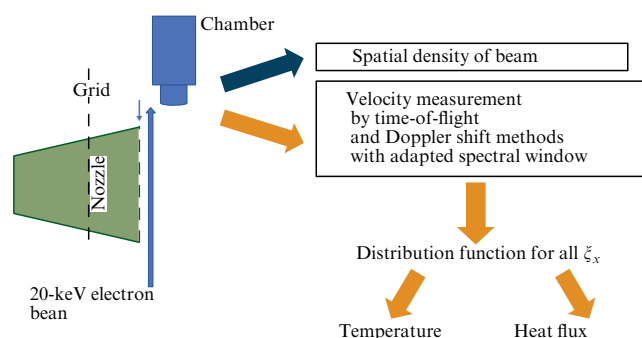 Chamber
Grid
Nozzle
20-keV electron
bean
Spatial density of beam
Velocity measurement
by time-of-flight
and Doppler shift methods
with adapted spectral window
Distribution function for all ξₓ
Temperature
Heat flux